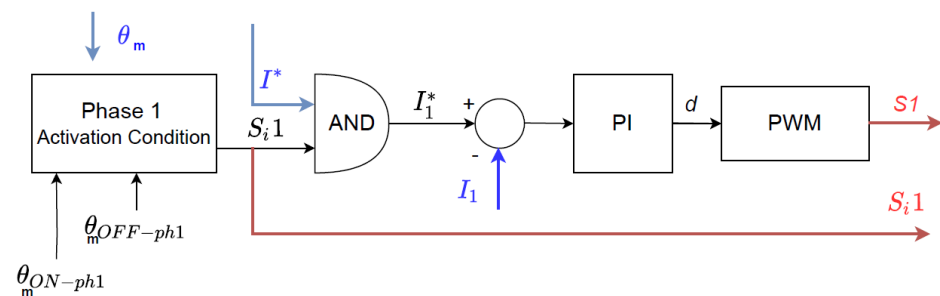 θm
I*
Phase 1
Activation Condition
Si1
AND
I1*
+
-
I1
PI
d
PWM
S1
Si1
θmOFF−ph1
θmON−ph1